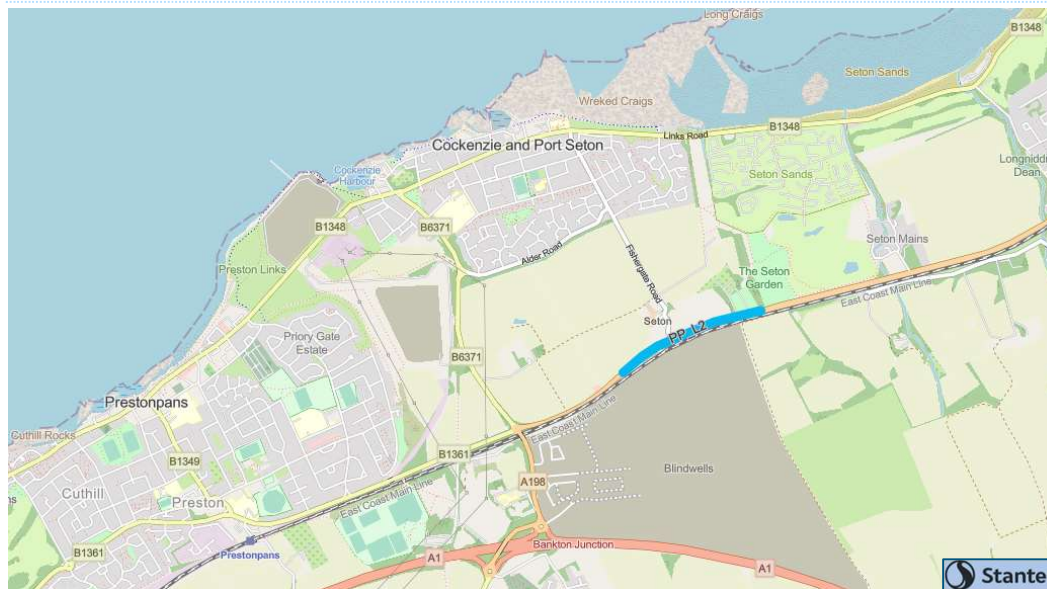 Long Craigs
B1348
Seton Sands
Wreked Craigs
Links Road
B1348
Cockenzie and Port Seton
Longniddry
Dean
Cockenzie
Harbour
Seton Sands
B1348
B6371
Seton Mains
Preston Links
Alder Road
Fishergate Road
The Seton
Garden
East Coast Main Line
Seton
PP_L2
Priory Gate
Estate
B6371
Prestonpans
Cuthill Rocks
East Coast Main Line
B1361
B1349
Blindwells
Cuthill
Preston
A198
East Coast Main Line
Prestonpans
B1361
Bankton Junction
A1
A1
Stante